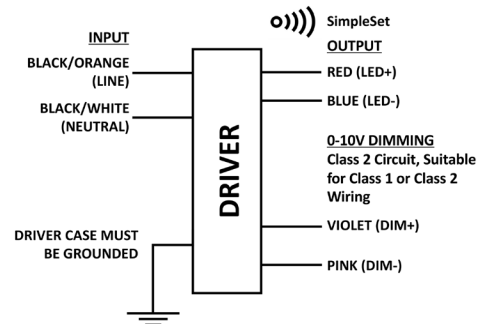 SimpleSet
INPUT
BLACK/ORANGE
(LINE)
BLACK/WHITE
(NEUTRAL)
DRIVER CASE MUST
BE GROUNDED
DRIVER
OUTPUT
RED (LED+)
BLUE (LED-)
0-10V DIMMING
Class 2 Circuit, Suitable
for Class 1 or Class 2
Wiring
VIOLET (DIM+)
PINK (DIM-)